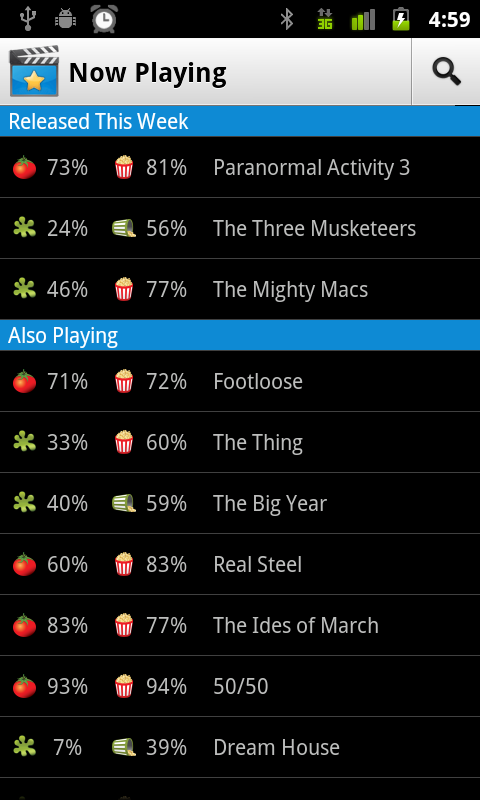 3G 4:59
Now Playing
Released This Week
73% 81% Paranormal Activity 3
24% 56% The Three Musketeers
46% 77% The Mighty Macs
Also Playing
71% 72% Footloose
33% 60% The Thing
40% 59% The Big Year
60% 83% Real Steel
83% 77% The Ides of March
93% 94% 50/50
7% 39% Dream House